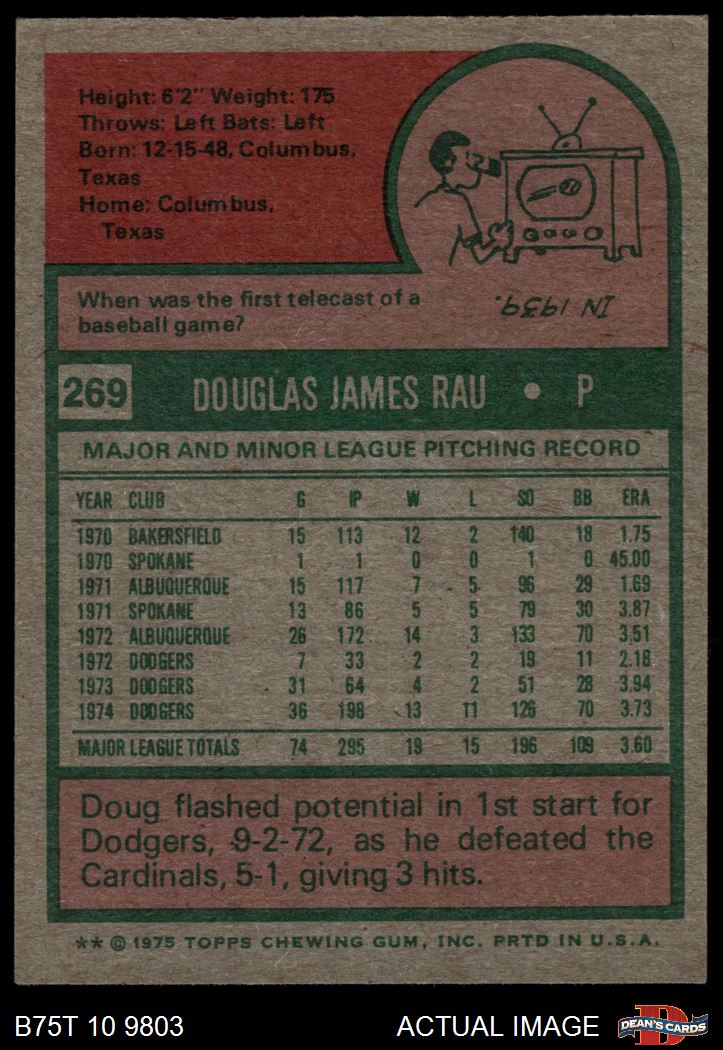 Height: 6'2" Weight: 175
Throws: Left Bats: Left
Born: 12-15-48, Columbus,
Texas
Home: Columbus,
Texas
When was the first telecast of a
baseball game?
IN 1939.
269 DOUGLAS JAMES RAU • P
MAJOR AND MINOR LEAGUE PITCHING RECORD
YEAR CLUB G IP W L SO BB ERA
1970 BAKERSFIELD 15 113 12 2 140 18 1.75
1970 SPOKANE 1 1 0 0 1 0 45.00
1971 ALBUQUERQUE 15 117 7 5 96 29 1.69
1971 SPOKANE 13 86 5 5 79 30 3.87
1972 ALBUQUERQUE 26 172 14 3 133 70 3.51
1972 DODGERS 7 33 2 2 19 11 2.18
1973 DODGERS 31 64 4 2 51 28 3.94
1974 DODGERS 36 198 13 11 126 70 3.73
MAJOR LEAGUE TOTALS 74 295 19 15 196 109 3.60
Doug flashed potential in 1st start for
Dodgers, 9-2-72, as he defeated the
Cardinals, 5-1, giving 3 hits.
** © 1975 TOPPS CHEWING GUM, INC. PRTD IN U.S.A.
B75T 10 9803 ACTUAL IMAGE D DEAN'S CARDS